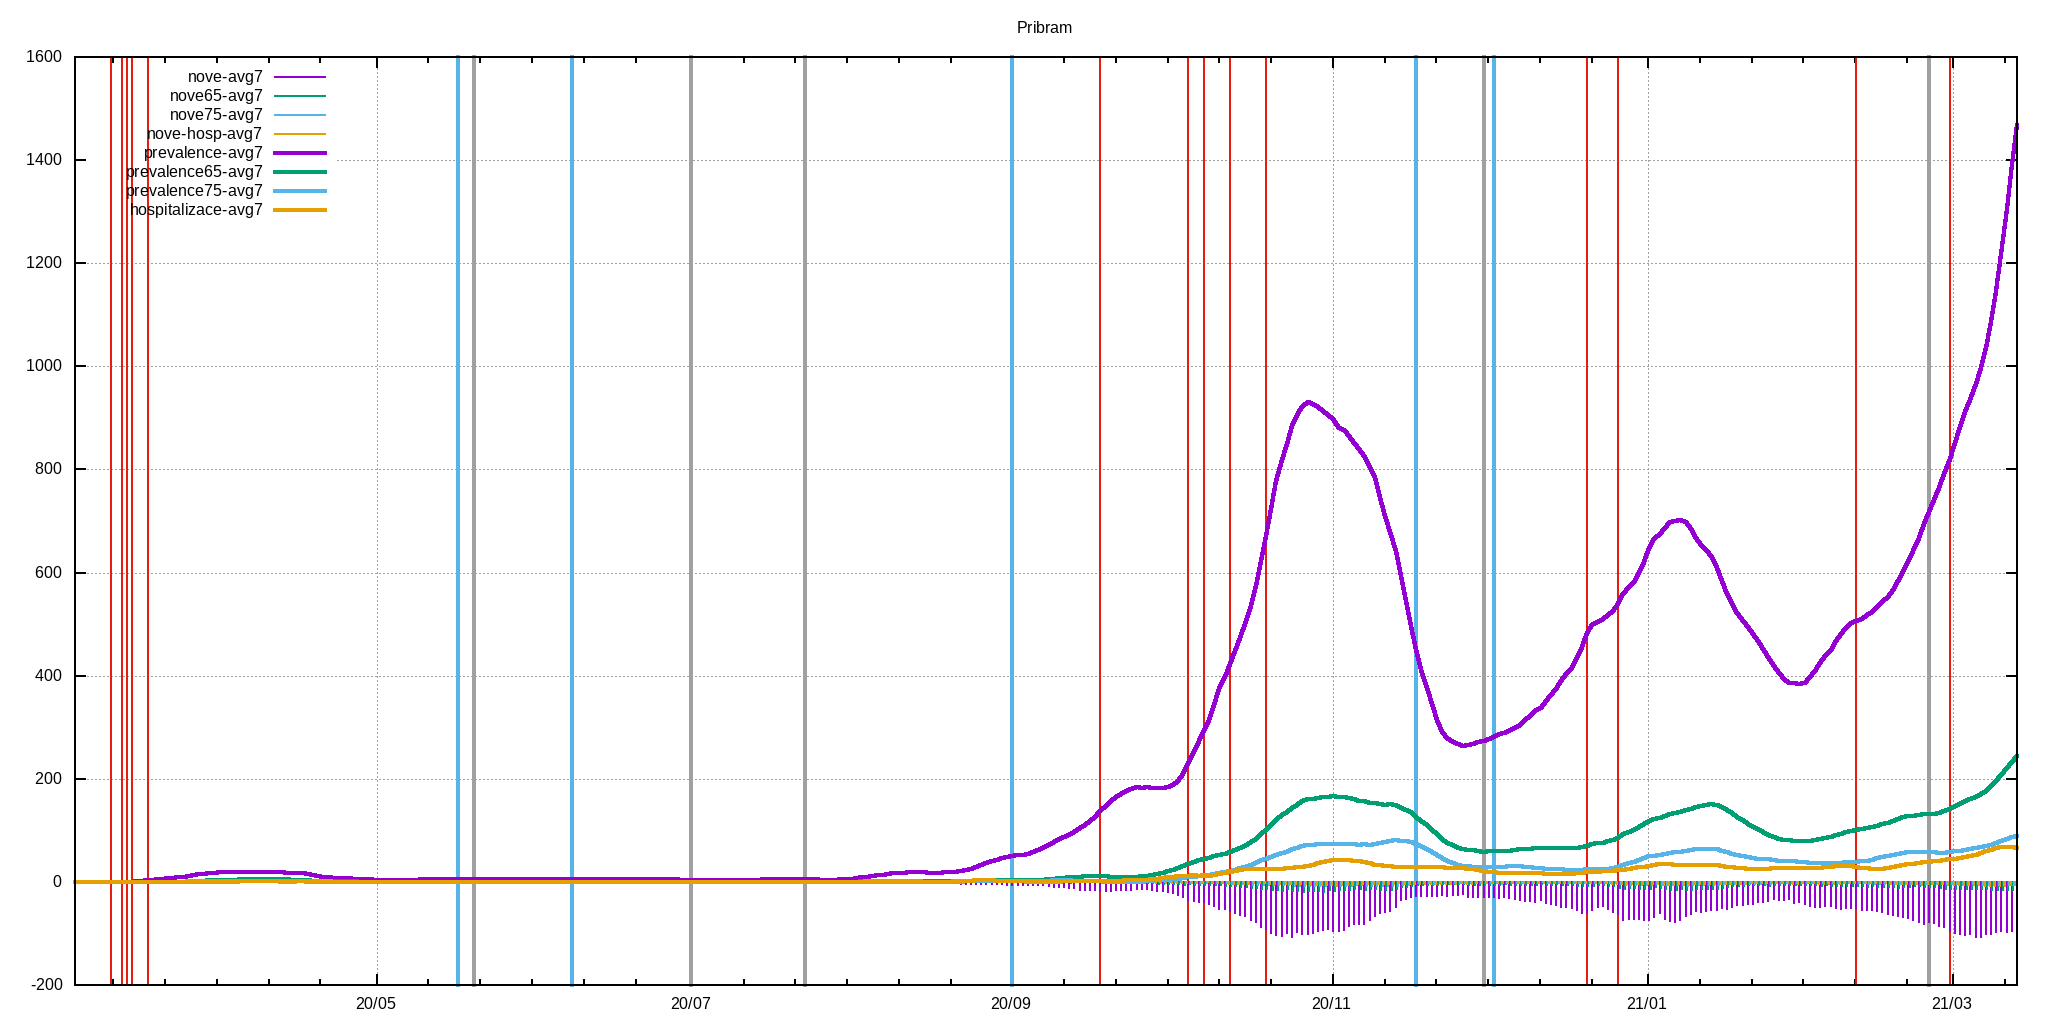 Pribram
1600
1400
1200
1000
800
600
400
200
0
-200
nove-avg7
nove65-avg7
nove75-avg7
nove-hosp-avg7
prevalence-avg7
prevalence65-avg7
prevalence75-avg7
hospitalizace-avg7
20/05 20/07 20/09 20/11 21/01 21/03